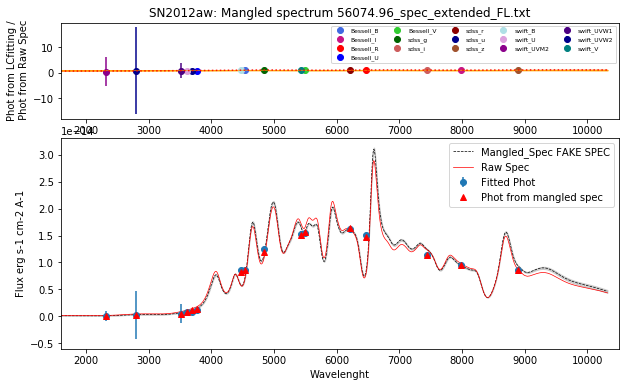 SN2012aw: Mangled spectrum 56074.96_spec_extended_FL.txt
Phot from LCfitting /
Phot from Raw Spec
10
0
−10
Bessell_B
Bessell_I
Bessell_R
Bessell_U
Bessell_V
sdss_g
sdss_i
sdss_r
sdss_u
sdss_z
swift_B
swift_U
swift_UVM2
swift_UVW1
swift_UVW2
swift_V
2000 3000 4000 5000 6000 7000 8000 9000 10000
1e−14
Flux erg s-1 cm-2 A-1
3.0
2.5
2.0
1.5
1.0
0.5
0.0
−0.5
Mangled_Spec FAKE SPEC
Raw Spec
Fitted Phot
Phot from mangled spec
2000 3000 4000 5000 6000 7000 8000 9000 10000
Wavelenght